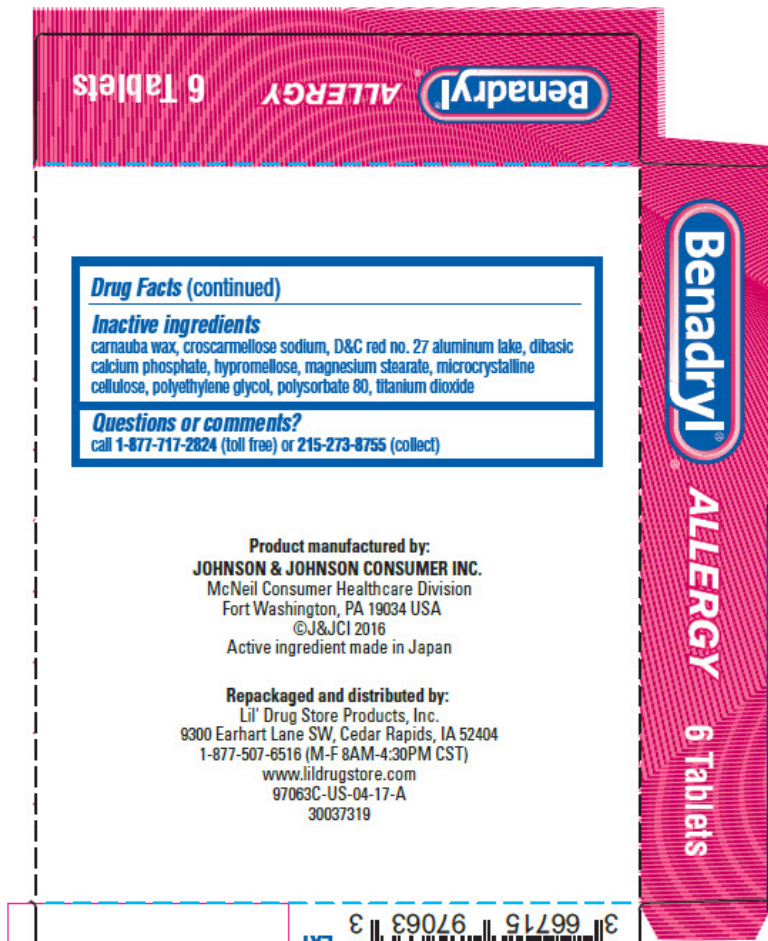 Benadryl® ALLERGY 6 Tablets
Drug Facts (continued)
Inactive ingredients
carnauba wax, croscarmellose sodium, D&C red no. 27 aluminum lake, dibasic
calcium phosphate, hypromellose, magnesium stearate, microcrystalline
cellulose, polyethylene glycol, polysorbate 80, titanium dioxide
Questions or comments?
call 1-877-717-2824 (toll free) or 215-273-8755 (collect)
Product manufactured by:
JOHNSON & JOHNSON CONSUMER INC.
McNeil Consumer Healthcare Division
Fort Washington, PA 19034 USA
©J&JCI 2016
Active ingredient made in Japan
Repackaged and distributed by:
Lil' Drug Store Products, Inc.
9300 Earhart Lane SW, Cedar Rapids, IA 52404
1-877-507-6516 (M-F 8AM-4:30PM CST)
www.lildrugstore.com
97063C-US-04-17-A
30037319
Benadryl® ALLERGY 6 Tablets
3 66715 97063 3